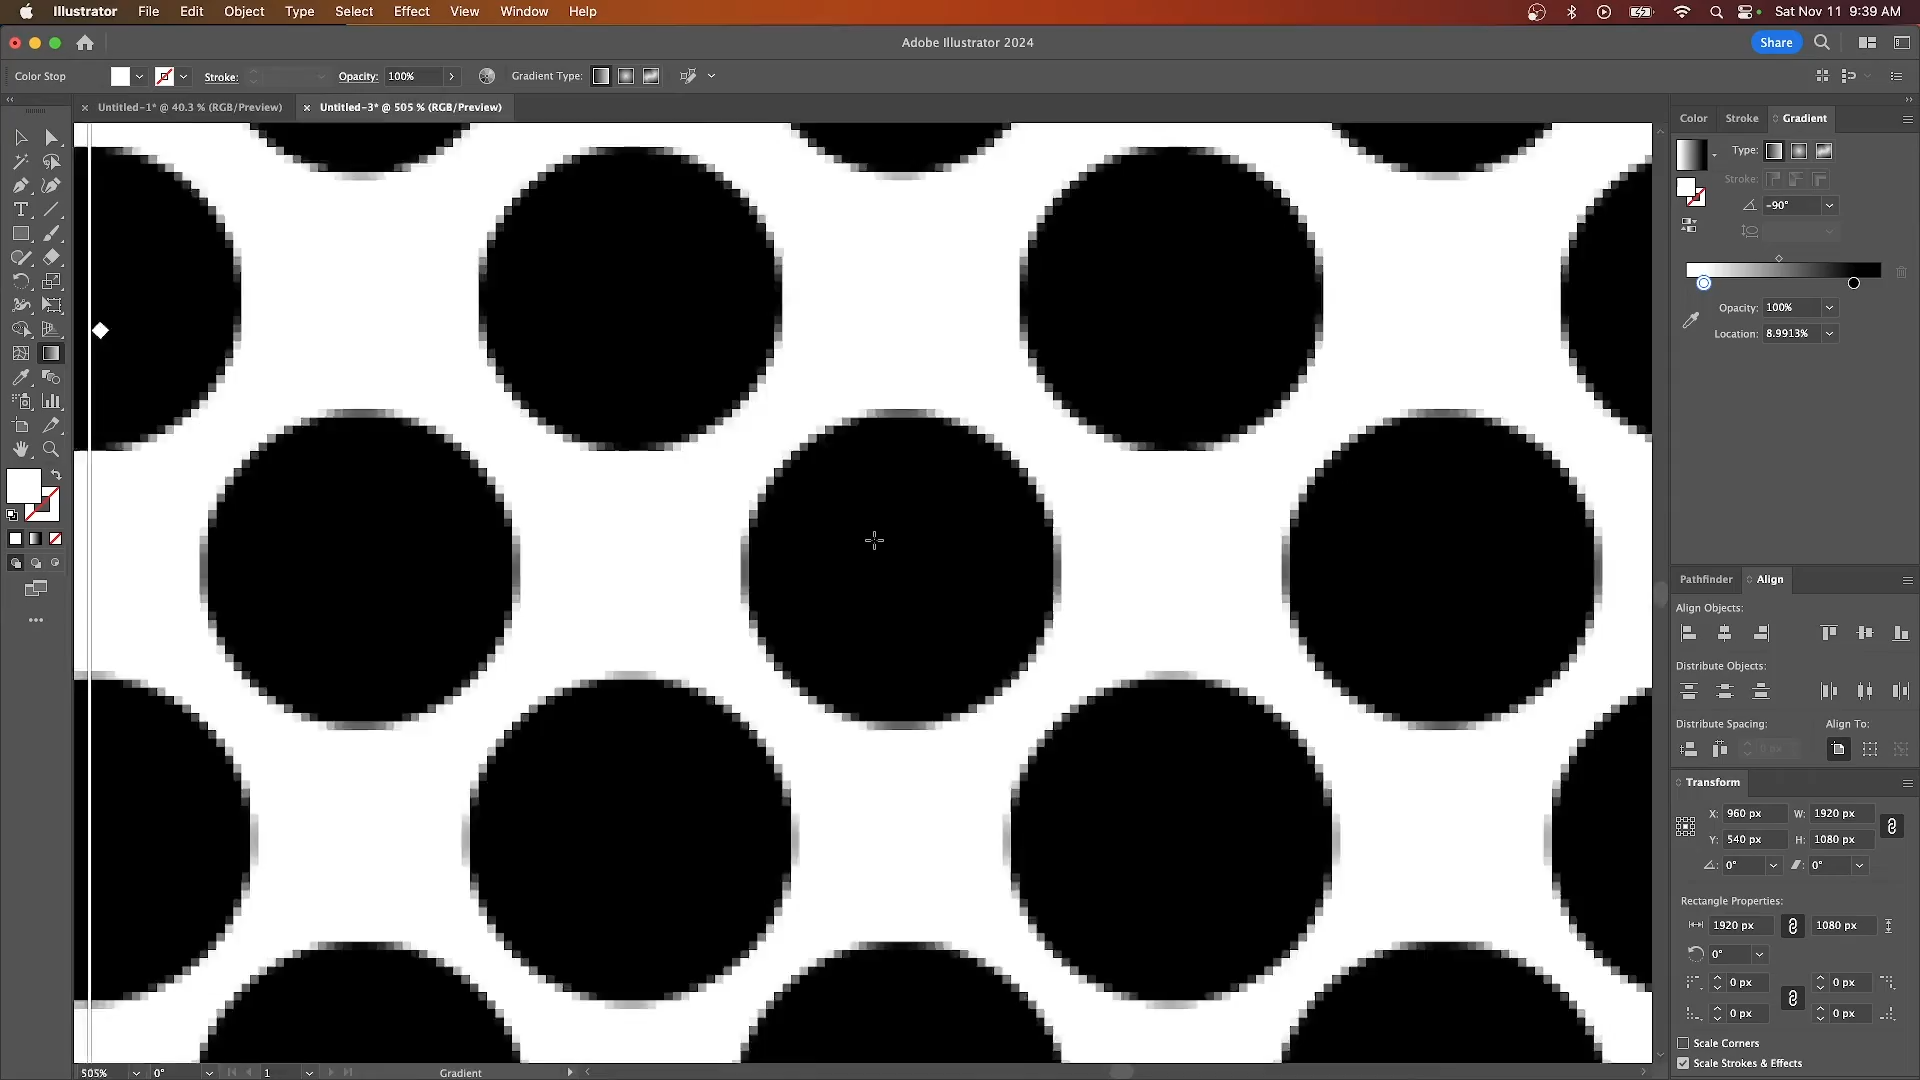 Illustrator File Edit Object Type Select Effect View Window Help
Sat Nov 11 9:39 AM
Adobe Illustrator 2024
Share
Color Stop
Stroke:
Opacity: 100%
Gradient Type:
Untitled-1* @ 40.3 % (RGB/Preview)
Untitled-3* @ 505 % (RGB/Preview)
Color Stroke Gradient
Type:
Stroke:
-90°
Opacity: 100%
Location: 8.9913%
Pathfinder Align
Align Objects:
Distribute Objects:
Distribute Spacing: Align To:
0 px
Transform
X: 960 px W: 1920 px
Y: 540 px H: 1080 px
0° 0°
Rectangle Properties:
1920 px 1080 px
0°
0 px 0 px
0 px 0 px
Scale Corners
Scale Strokes & Effects
505% 0° 1 Gradient